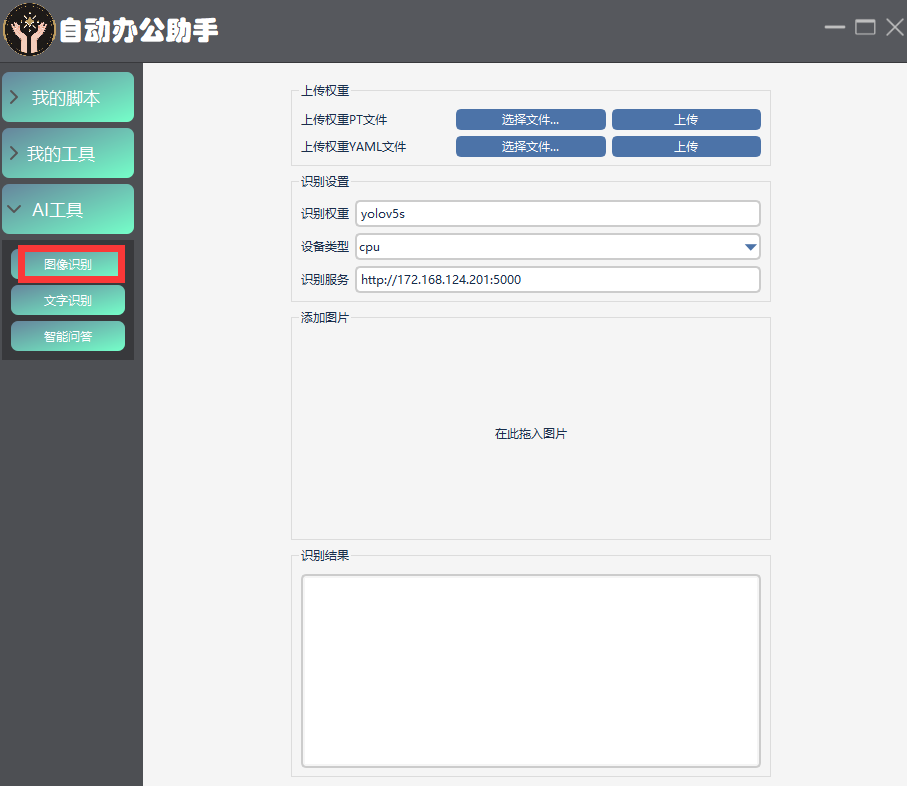 自动办公助手
我的脚本
我的工具
AI工具
图像识别
文字识别
智能问答
上传权重
上传权重PT文件 选择文件... 上传
上传权重YAML文件 选择文件... 上传
识别设置
识别权重 yolov5s
设备类型 cpu
识别服务 http://172.168.124.201:5000
添加图片
在此拖入图片
识别结果